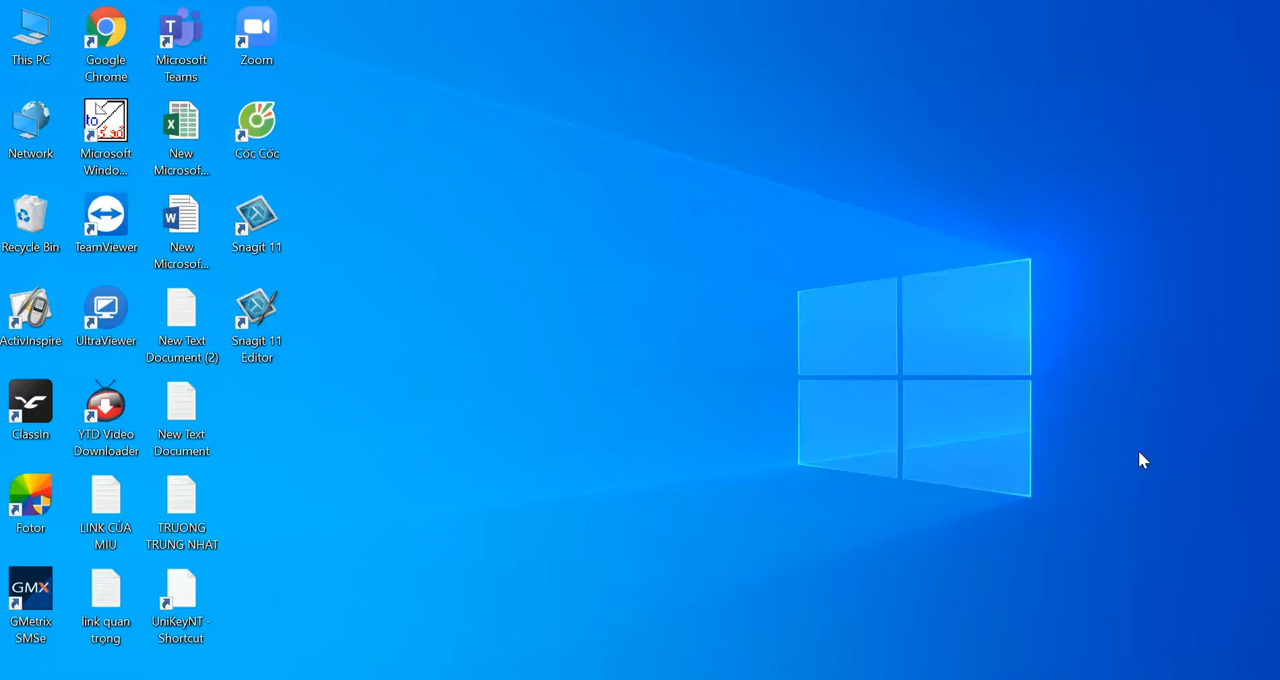 This PC
Google
Chrome
Microsoft
Teams
Zoom
Network
to
Microsoft
Windo...
New
Microsof...
Cốc Cốc
Recycle Bin
TeamViewer
New
Microsof...
Snagit 11
ActivInspire
UltraViewer
New Text
Document (2)
Snagit 11
Editor
ClassIn
YTD Video
Downloader
New Text
Document
Fotor
LINK CỦA
MIU
TRUONG
TRUNG NHAT
GMX
GMetrix
SMSe
link quan
trọng
UniKeyNT -
Shortcut